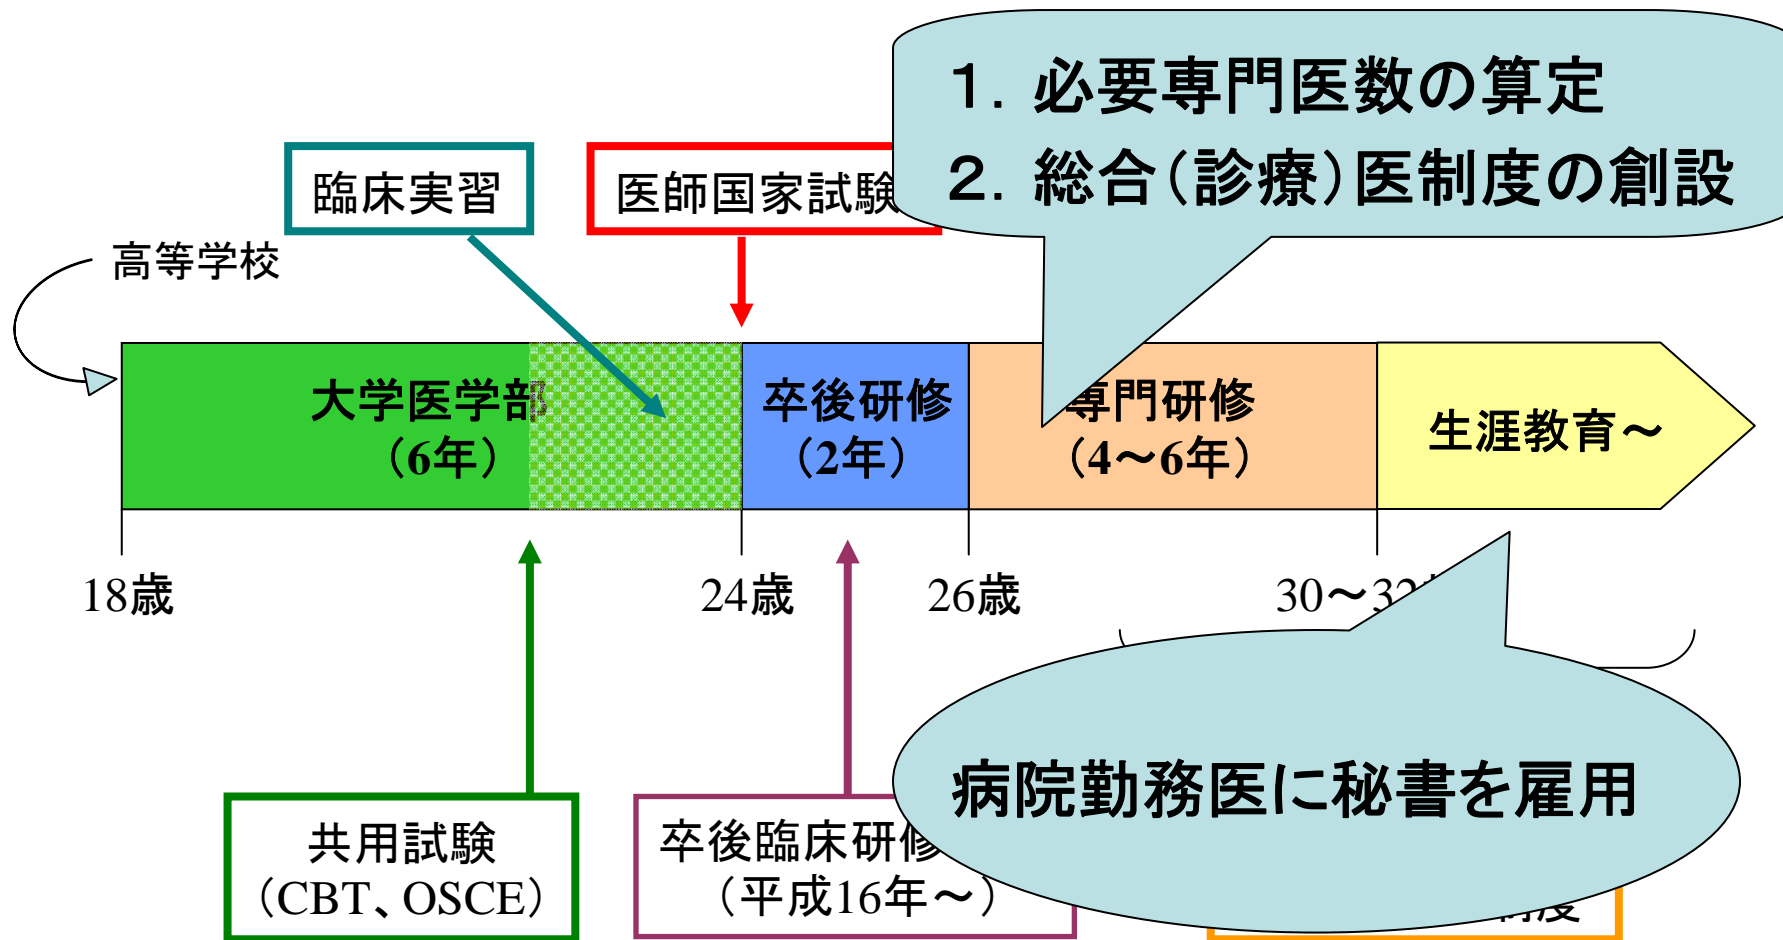 1. 必要専門医数の算定
2. 総合(診療)医制度の創設
臨床実習
医師国家試験
高等学校
大学医学部
(6年)
卒後研修
(2年)
専門研修
(4～6年)
生涯教育～
18歳
24歳
26歳
30～32
病院勤務医に秘書を雇用
共用試験
(CBT、OSCE)
卒後臨床研修
(平成16年～)
制度